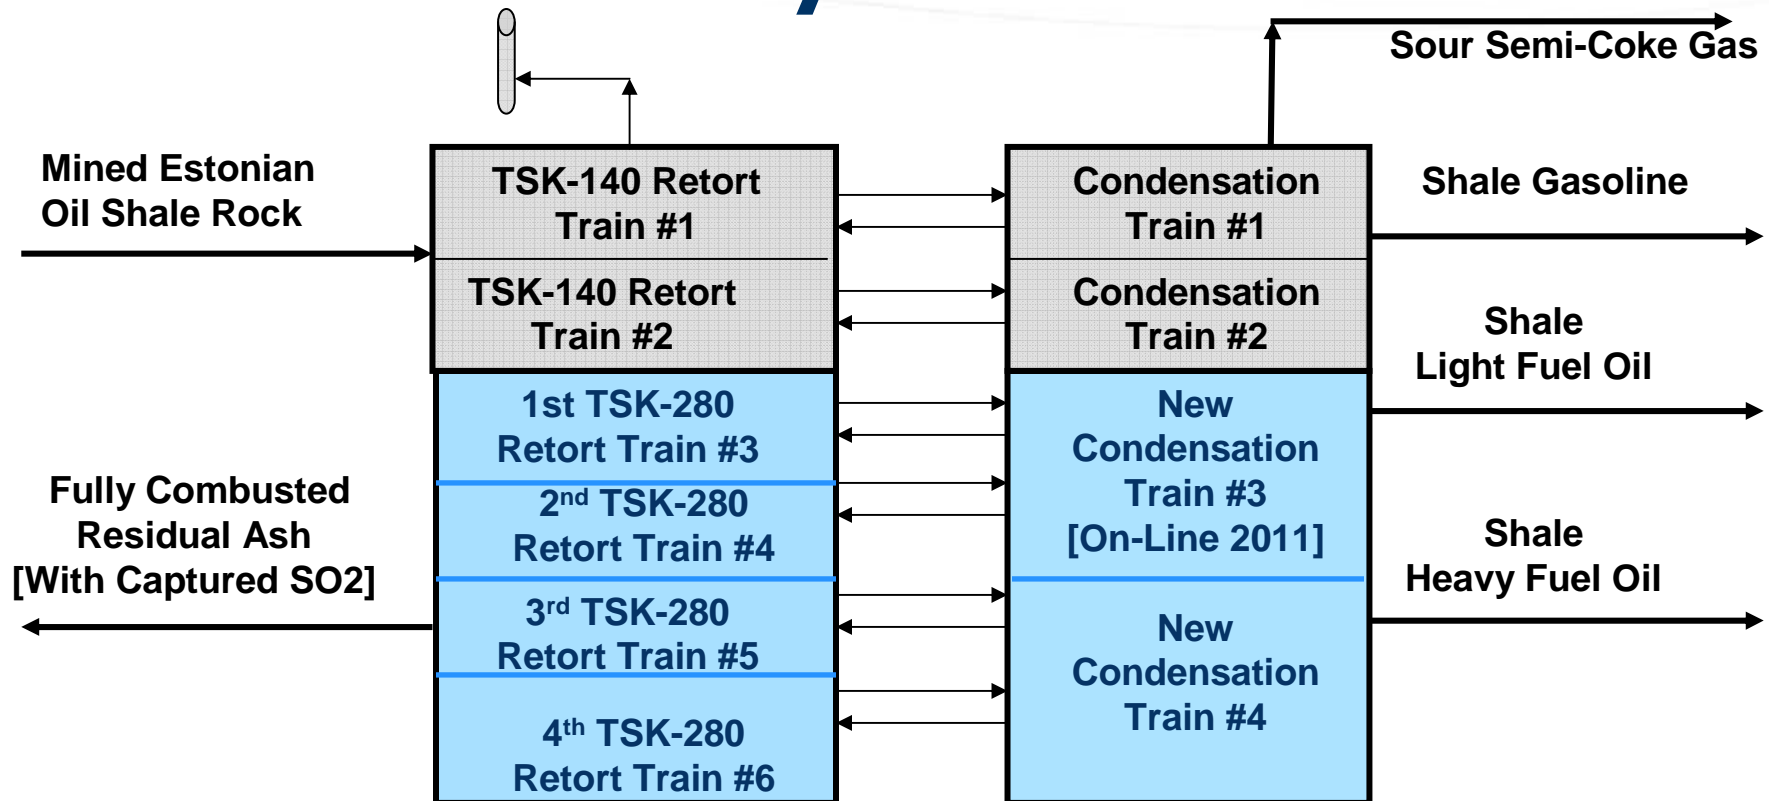 Sour Semi-Coke Gas
Mined Estonian
Oil Shale Rock
TSK-140 Retort
Train #1
Condensation
Train #1
Shale Gasoline
TSK-140 Retort
Train #2
Condensation
Train #2
Shale
Light Fuel Oil
1st TSK-280
Retort Train #3
New
Condensation
Train #3
[On-Line 2011]
Fully Combusted
Residual Ash
[With Captured SO2]
2nd TSK-280
Retort Train #4
Shale
Heavy Fuel Oil
3rd TSK-280
Retort Train #5
New
Condensation
Train #4
4th TSK-280
Retort Train #6